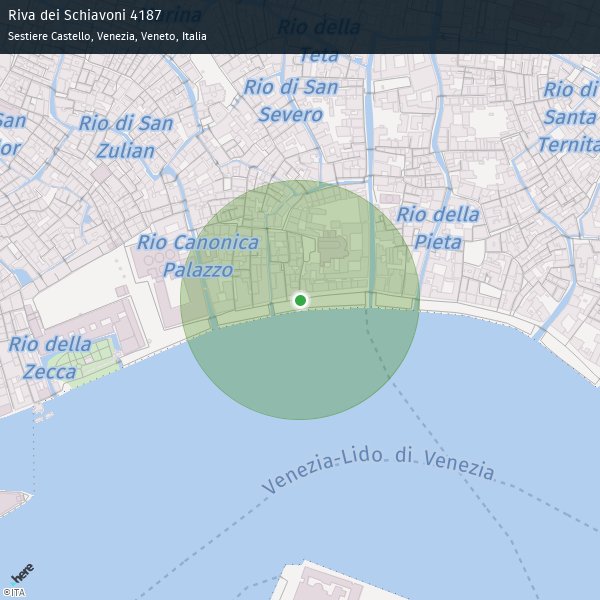 Riva dei Schiavoni 4187
Sestiere Castello, Venezia, Veneto, Italia
Rio della
Teta
Rio di San
Severo
Rio di
Santa
Ternita
San
Rio di San
Zulian
Rio Canonica
Palazzo
Rio della
Pieta
Rio della
Zecca
Venezia-Lido di Venezia
here
©ITA